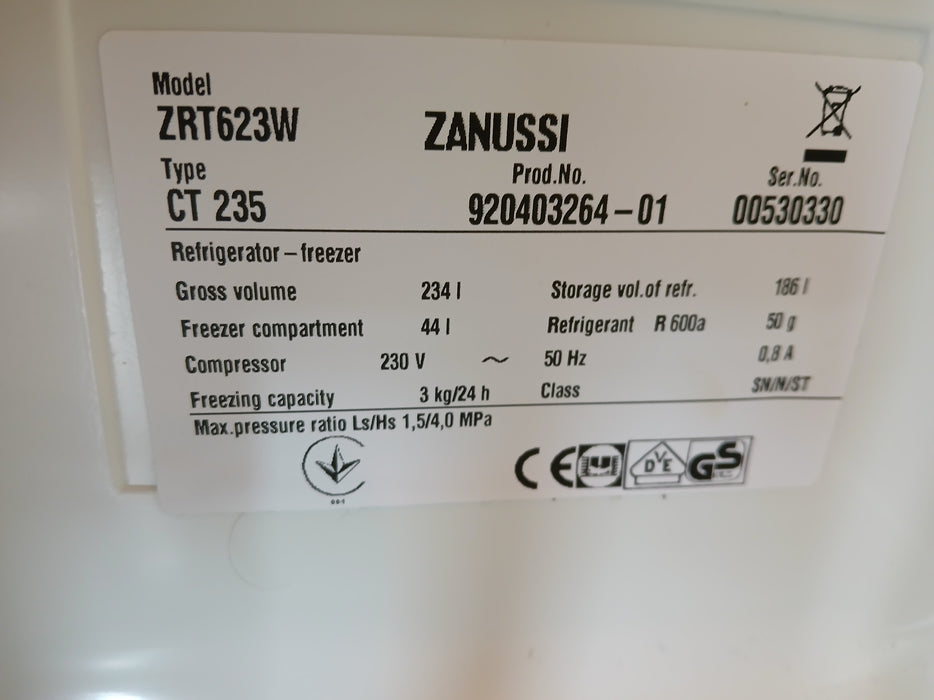 Model
ZRT623W
ZANUSSI
Type
CT 235
Prod.No.
920403264-01
Ser.No.
00530330
Refrigerator-freezer
Gross volume 234 l Storage vol.of refr. 186 l
Freezer compartment 44 l Refrigerant R 600a 50 g
Compressor 230 V ~ 50 Hz 0,8 A
Freezing capacity 3 kg/24 h Class SN/N/ST
Max.pressure ratio Ls/Hs 1,5/4,0 MPa
CE DVE GS